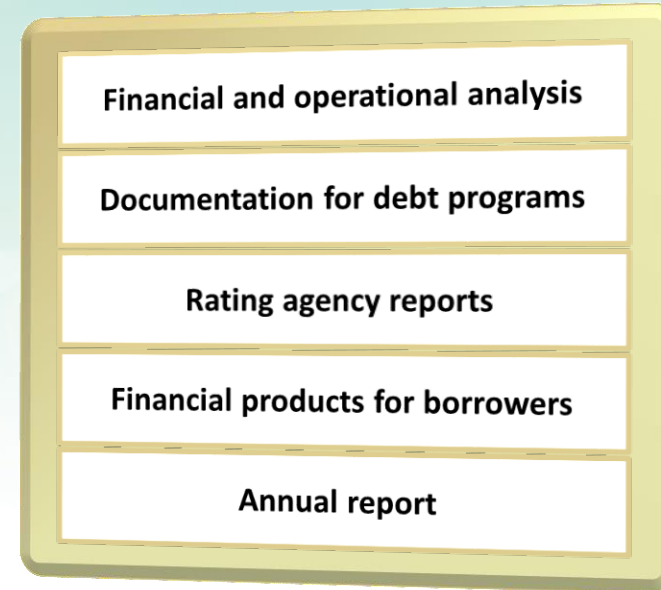 Financial and operational analysis
Documentation for debt programs
Rating agency reports
Financial products for borrowers
Annual report